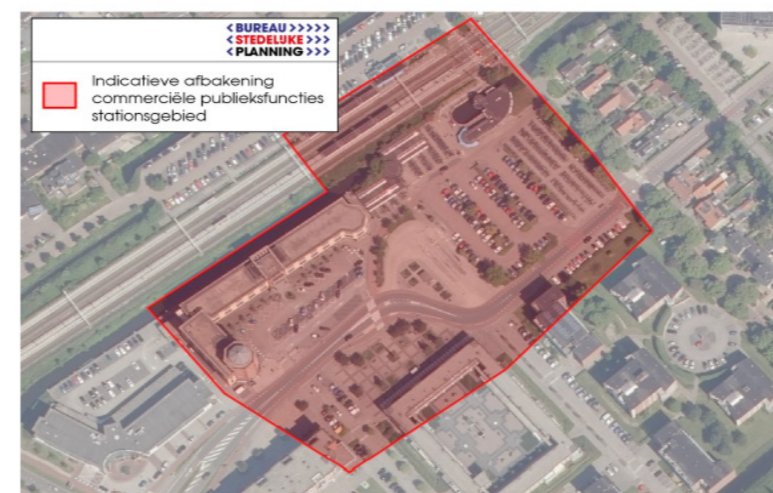 <BUREAU>>>>>
<STEDELIJKE>>>
<PLANNING>>>
Indicatieve afbakening
commerciële publieksfuncties
stationsgebied